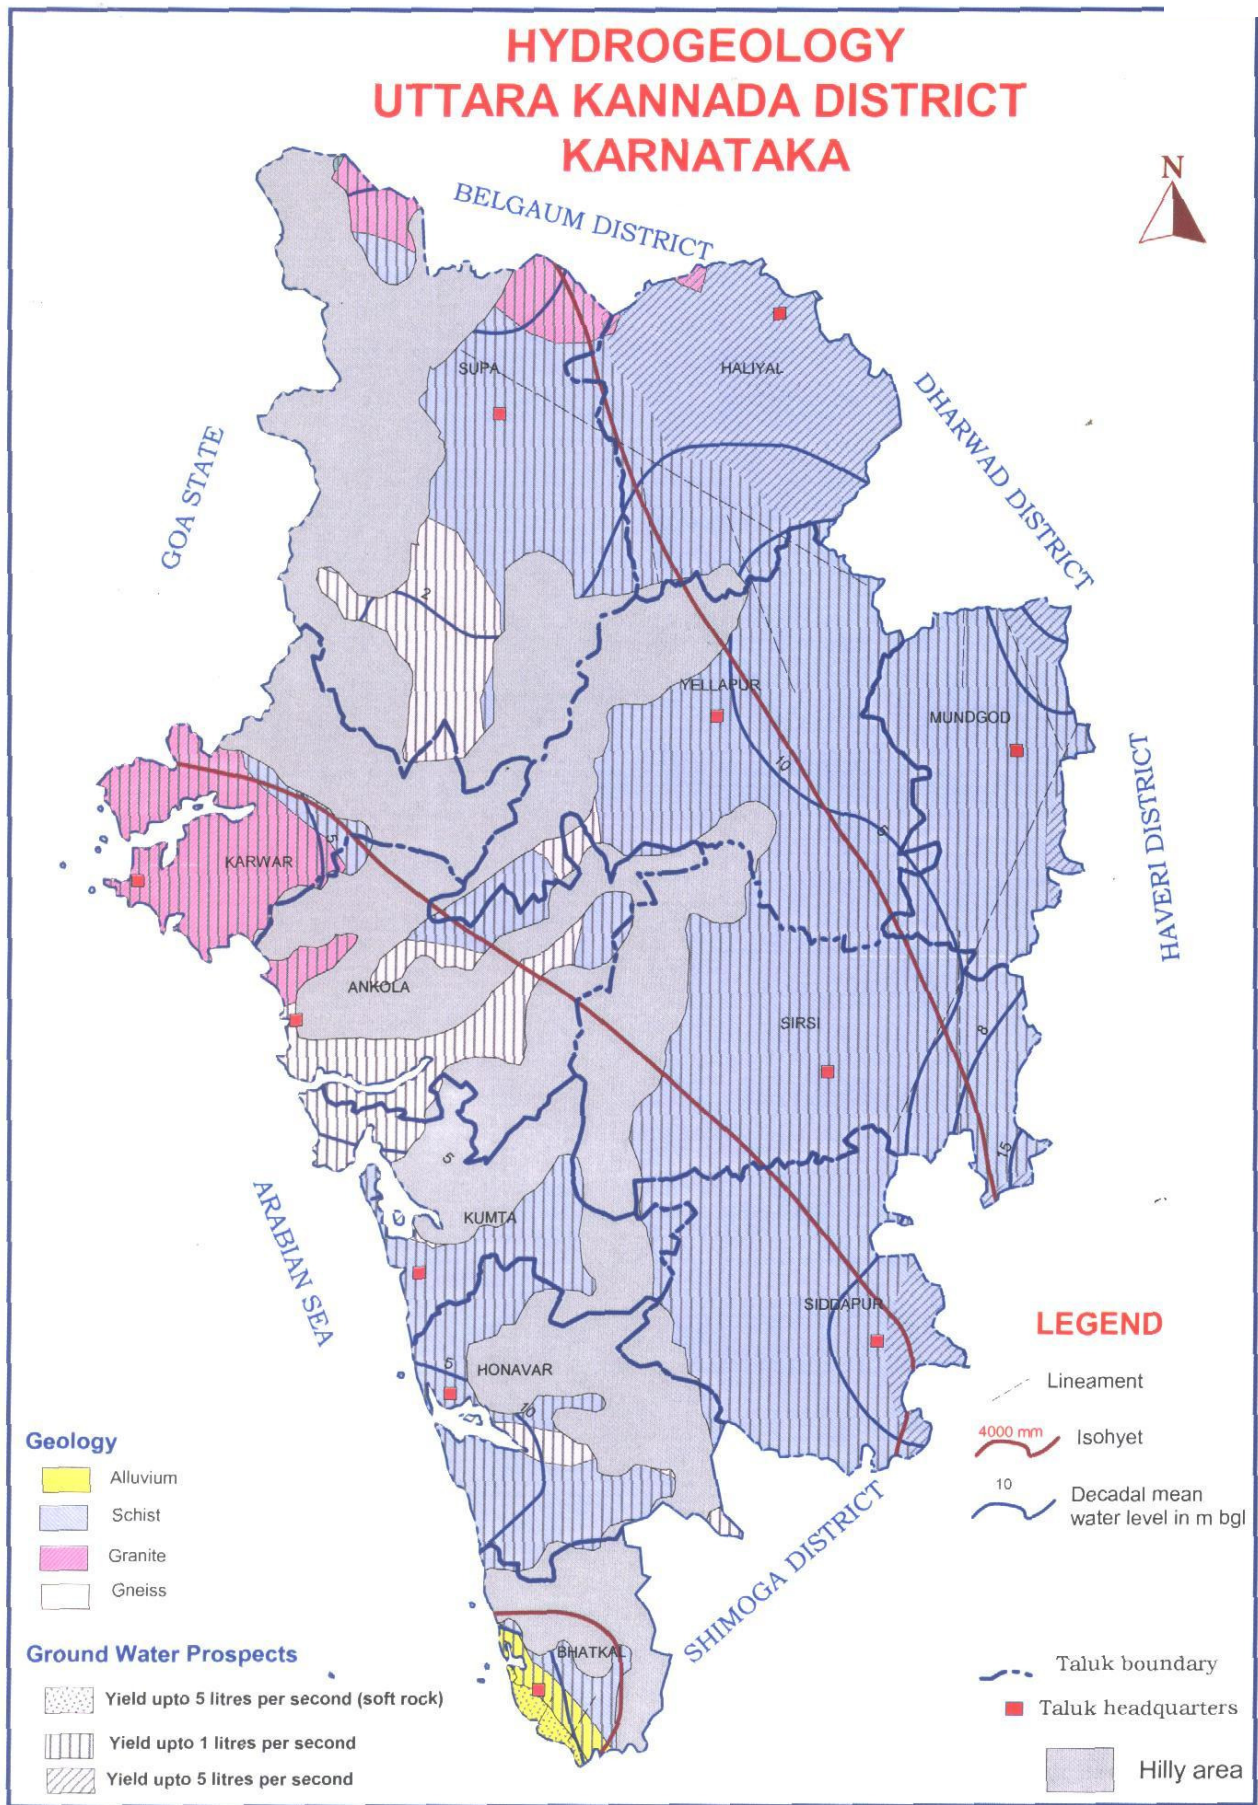 HYDROGEOLOGY
UTTARA KANNADA DISTRICT
KARNATAKA
N
BELGAUM DISTRICT
SUPA
HALIYAL
DHARWAD DISTRICT
GOA STATE
2
YELLAPUR
MUNDGOD
10
5
HAVERI DISTRICT
5
KARWAR
ANKOLA
SIRSI
8
15
5
ARABIAN SEA
KUMTA
SIDDAPUR
5
HONAVAR
10
SHIMOGA DISTRICT
BHATKAL
LEGEND
Lineament
4000 mm
Isohyet
10
Decadal mean
water level in m bgl
Taluk boundary
Taluk headquarters
Hilly area
Geology
Alluvium
Schist
Granite
Gneiss
Ground Water Prospects
Yield upto 5 litres per second (soft rock)
Yield upto 1 litres per second
Yield upto 5 litres per second